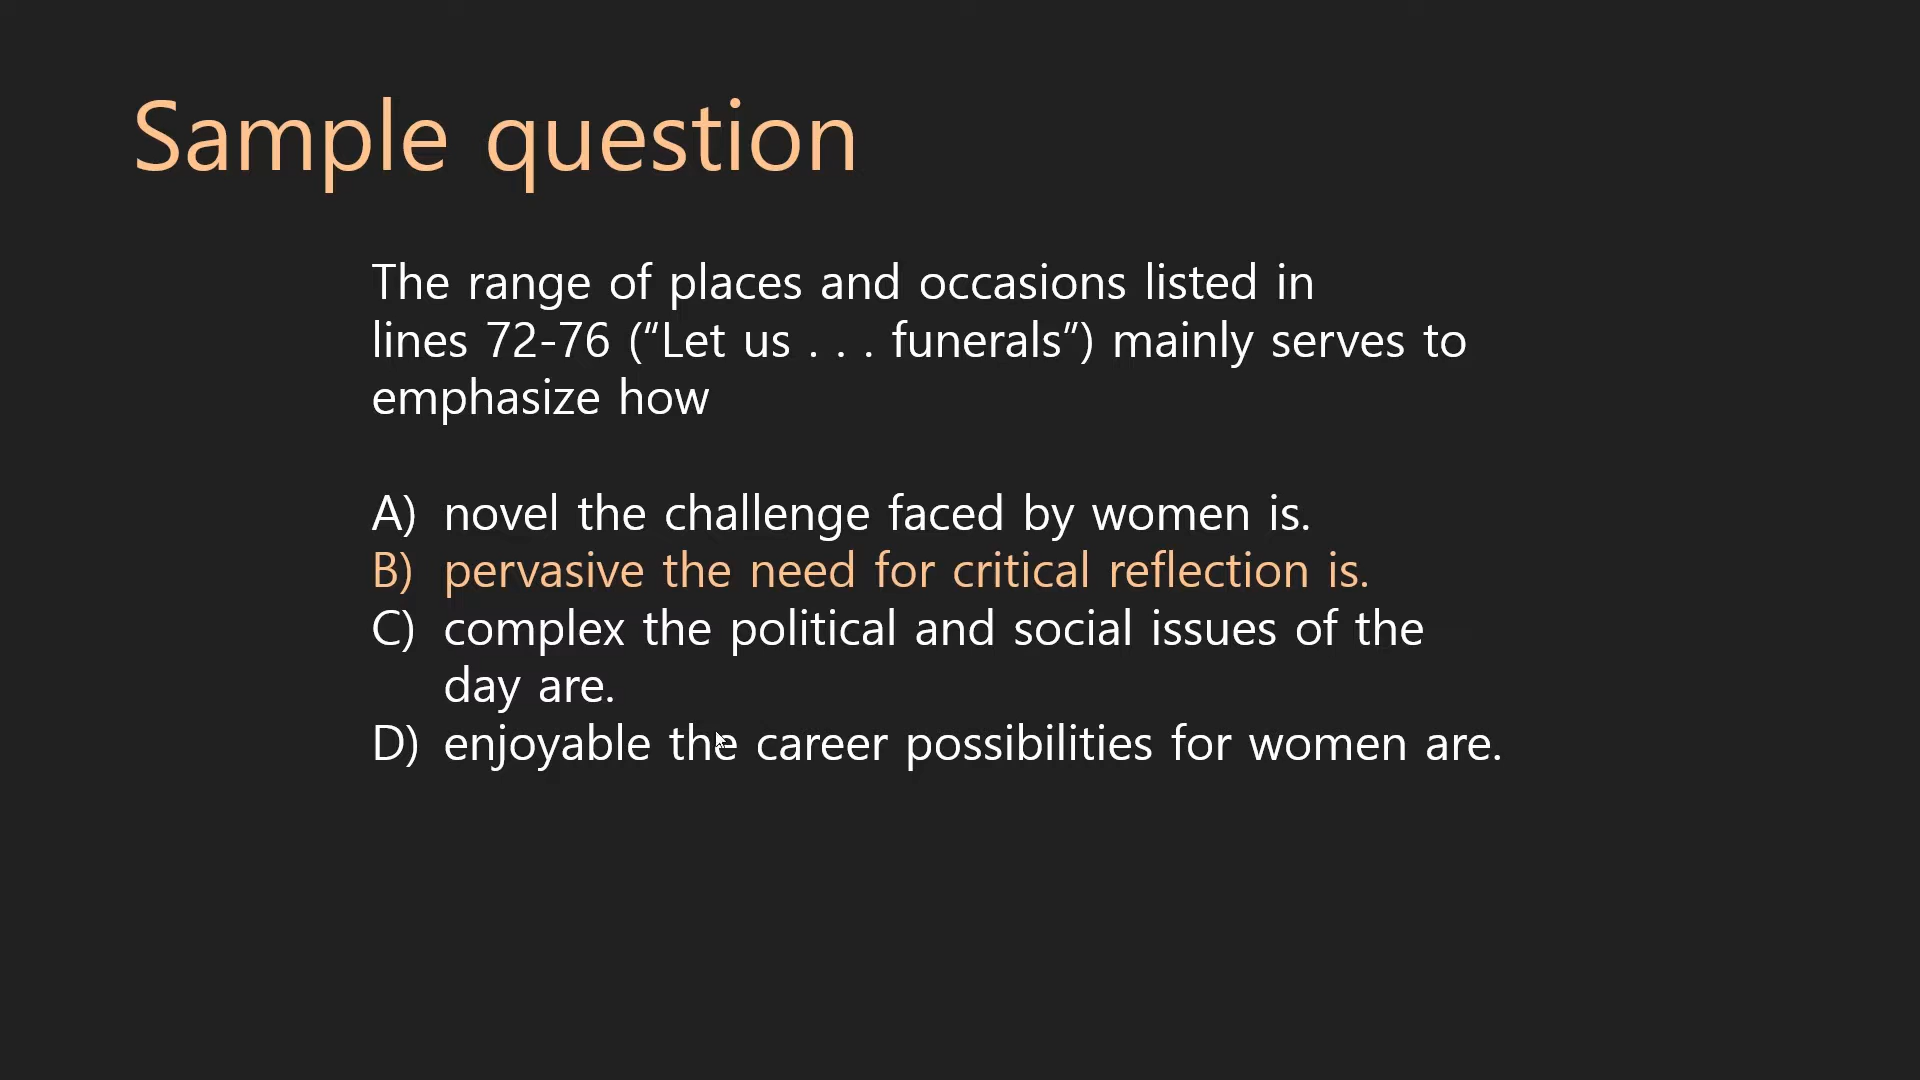 Sample question
The range of places and occasions listed in
lines 72-76 (“Let us . . . funerals”) mainly serves to
emphasize how
A) novel the challenge faced by women is.
B) pervasive the need for critical reflection is.
C) complex the political and social issues of the
day are.
D) enjoyable the career possibilities for women are.